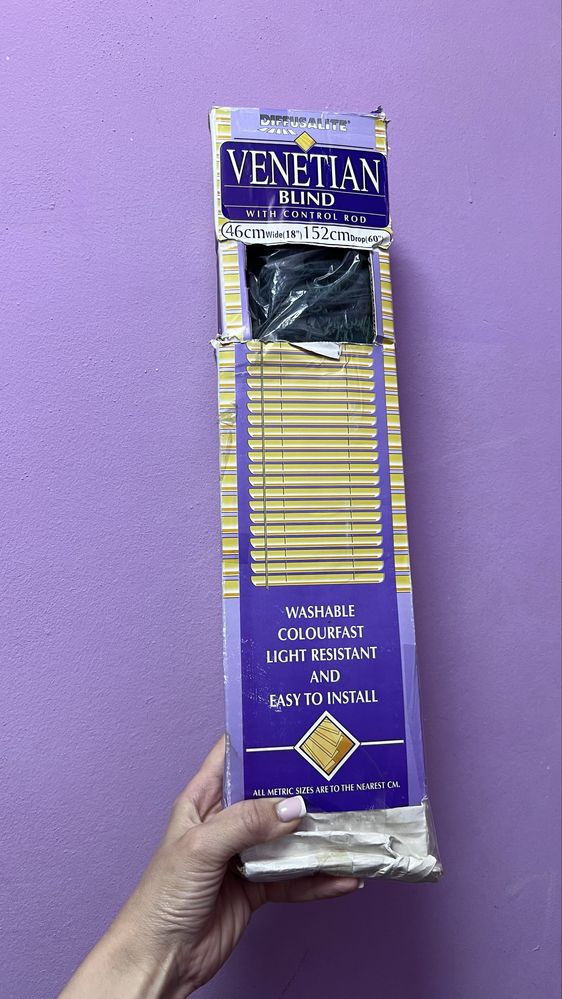 DIFFUSALITE
VENETIAN
BLIND
WITH CONTROL ROD
46cm Wide(18") 152cm Drop(60")
WASHABLE
COLOURFAST
LIGHT RESISTANT
AND
EASY TO INSTALL
ALL METRIC SIZES ARE TO THE NEAREST CM.